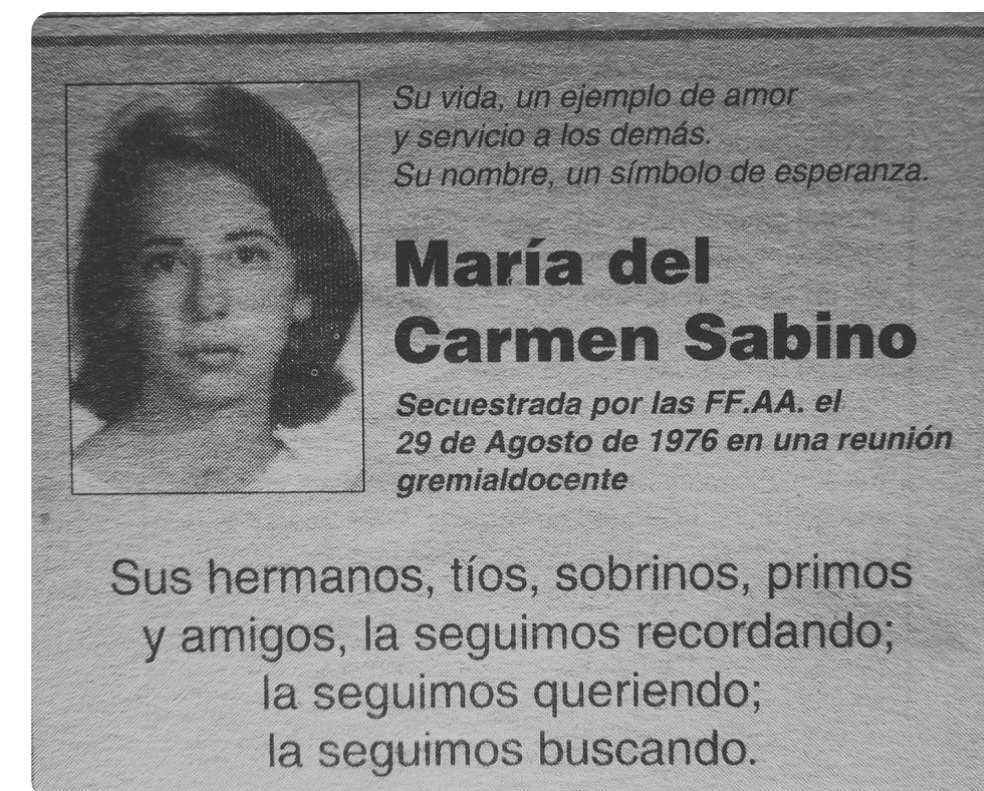 Su vida, un ejemplo de amor
y servicio a los demás.
Su nombre, un símbolo de esperanza.
María del
Carmen Sabino
Secuestrada por las FF.AA. el
29 de Agosto de 1976 en una reunión
gremialdocente
Sus hermanos, tíos, sobrinos, primos
y amigos, la seguimos recordando;
la seguimos queriendo;
la seguimos buscando.